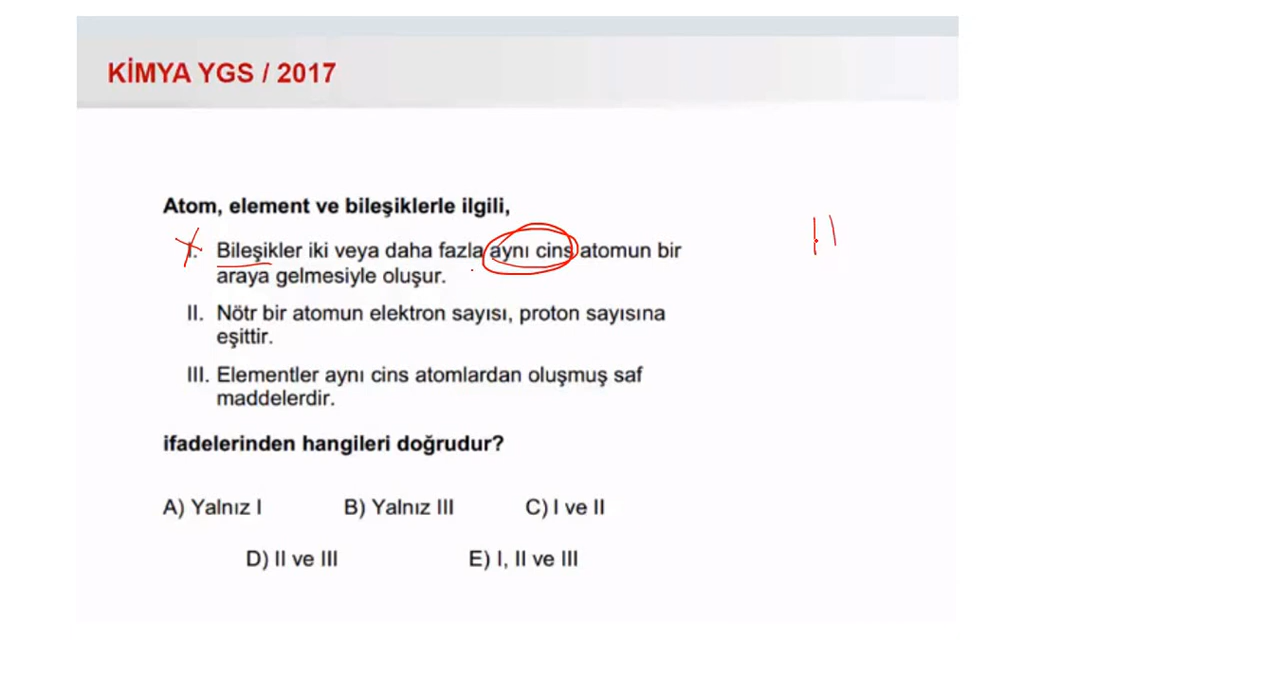 KİMYA YGS / 2017
Atom, element ve bileşiklerle ilgili,
I. Bileşikler iki veya daha fazla aynı cins atomun bir
araya gelmesiyle oluşur.
II. Nötr bir atomun elektron sayısı, proton sayısına
eşittir.
III. Elementler aynı cins atomlardan oluşmuş saf
maddelerdir.
ifadelerinden hangileri doğrudur?
A) Yalnız I B) Yalnız III C) I ve II
D) II ve III E) I, II ve III